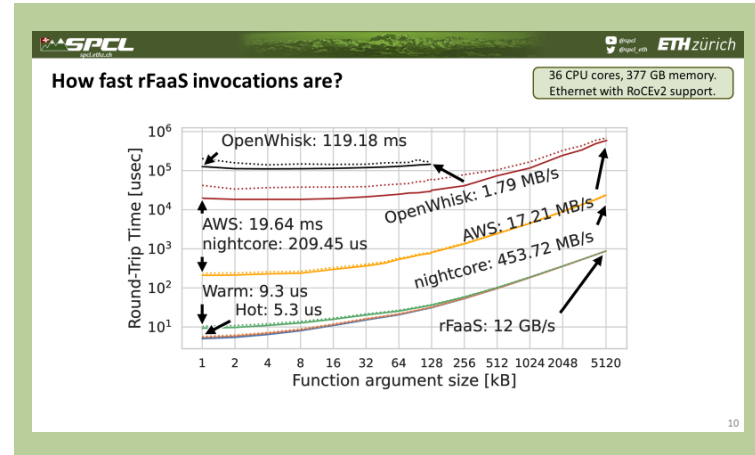 SPCL
spcl.ethz.ch
@spcl
@spcl_eth
ETHzürich
How fast rFaaS invocations are?
36 CPU cores, 377 GB memory.
Ethernet with RoCEv2 support.
Round-Trip Time [usec]
10^6
10^5
10^4
10^3
10^2
10^1
OpenWhisk: 119.18 ms
OpenWhisk: 1.79 MB/s
AWS: 19.64 ms
nightcore: 209.45 us
AWS: 17.21 MB/s
nightcore: 453.72 MB/s
Warm: 9.3 us
Hot: 5.3 us
rFaaS: 12 GB/s
1 2 4 8 16 32 64 128 256 512 1024 2048 5120
Function argument size [kB]
10